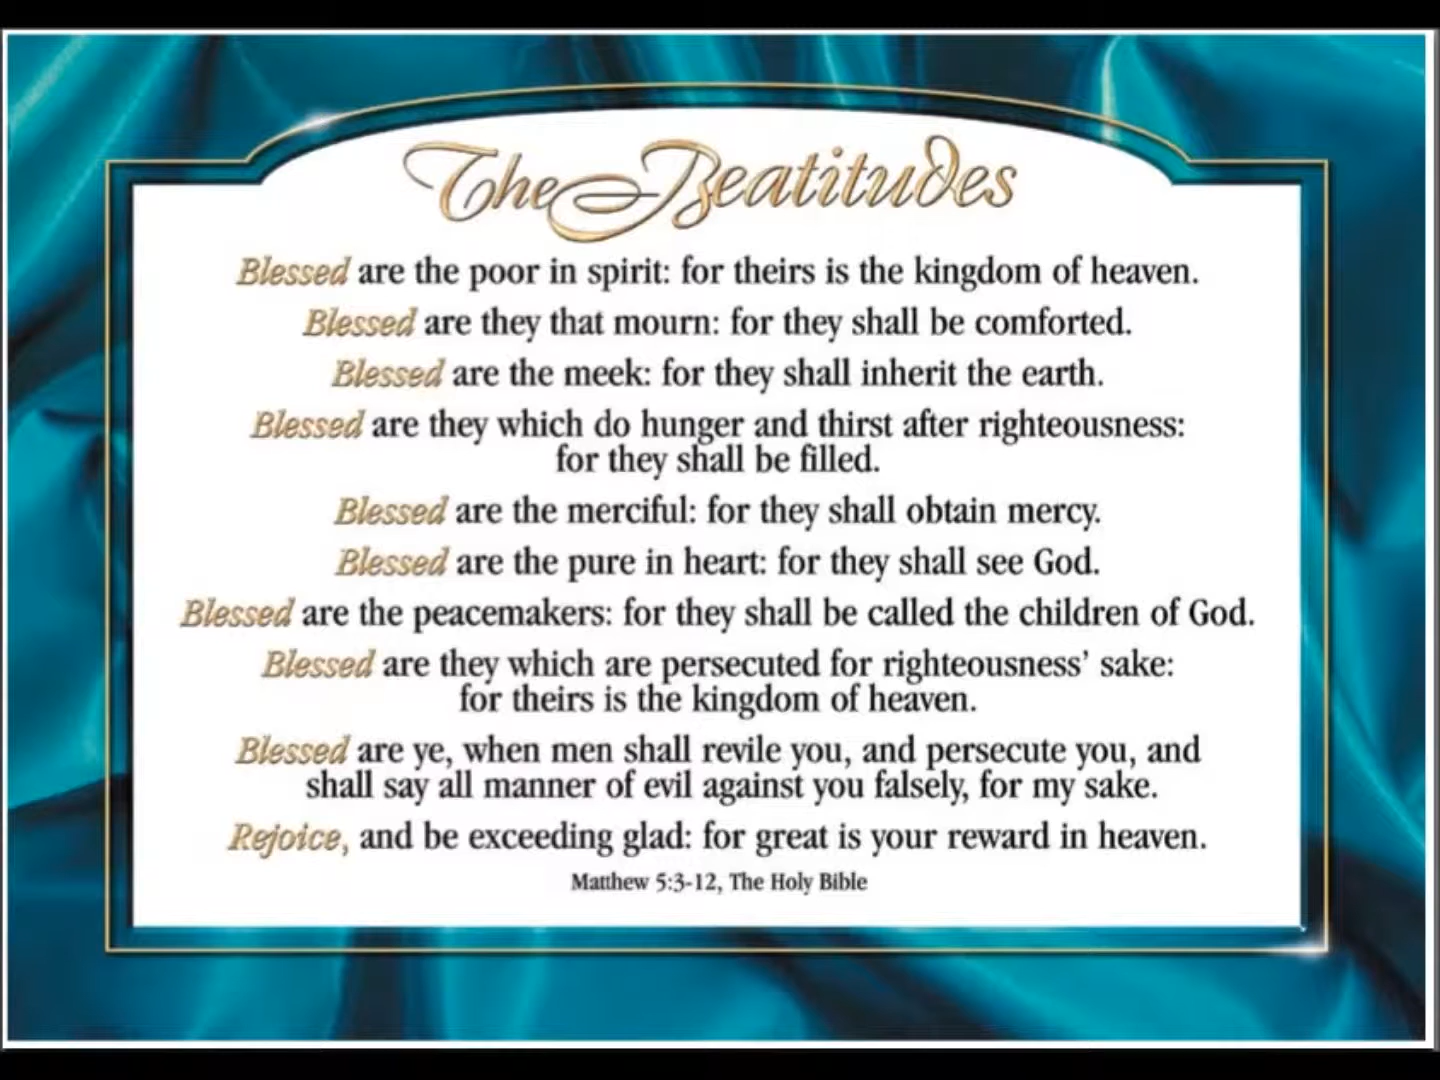 The Beatitudes
Blessed are the poor in spirit: for theirs is the kingdom of heaven.
Blessed are they that mourn: for they shall be comforted.
Blessed are the meek: for they shall inherit the earth.
Blessed are they which do hunger and thirst after righteousness:
for they shall be filled.
Blessed are the merciful: for they shall obtain mercy.
Blessed are the pure in heart: for they shall see God.
Blessed are the peacemakers: for they shall be called the children of God.
Blessed are they which are persecuted for righteousness’ sake:
for theirs is the kingdom of heaven.
Blessed are ye, when men shall revile you, and persecute you, and
shall say all manner of evil against you falsely, for my sake.
Rejoice, and be exceeding glad: for great is your reward in heaven.
Matthew 5:3-12, The Holy Bible